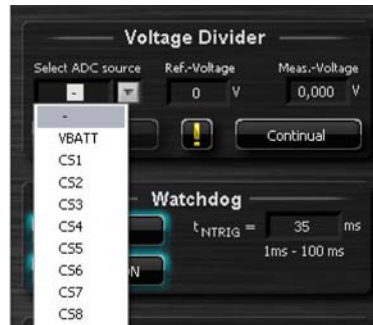 Voltage Divider
Select ADC source Ref.-Voltage Meas.-Voltage
- 0 V 0,000 V
-
VBATT
CS1
CS2
CS3
CS4
CS5
CS6
CS7
CS8
! Continual
Watchdog
tNTRIG = 35 ms
1ms - 100 ms